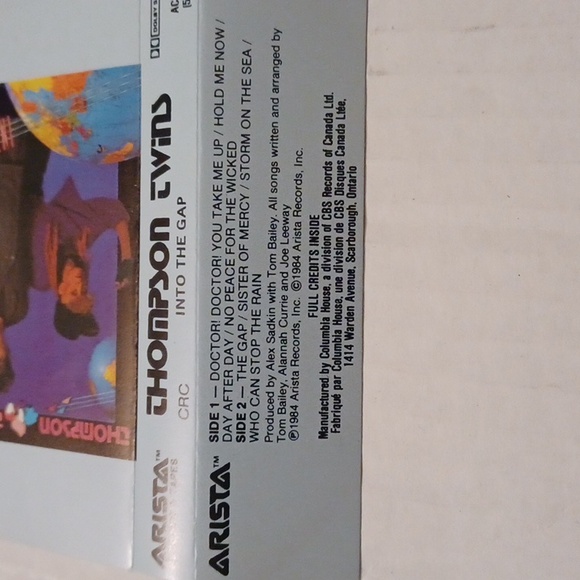 THOMPSON
DOLBY S
AC
ARISTA™
TAPES
THOMPSON TWINS
CRC INTO THE GAP
ARISTA™
SIDE 1 — DOCTOR! DOCTOR! / YOU TAKE ME UP / HOLD ME NOW /
DAY AFTER DAY / NO PEACE FOR THE WICKED
SIDE 2 — THE GAP / SISTER OF MERCY / STORM ON THE SEA /
WHO CAN STOP THE RAIN
Produced by Alex Sadkin with Tom Bailey. All songs written and arranged by
Tom Bailey, Alannah Currie and Joe Leeway
℗1984 Arista Records, Inc. ©1984 Arista Records, Inc.
FULL CREDITS INSIDE
Manufactured by Columbia House, a division of CBS Records of Canada Ltd.
Fabriqué par Columbia House, une division de CBS Disques Canada Ltée,
1414 Warden Avenue, Scarborough, Ontario